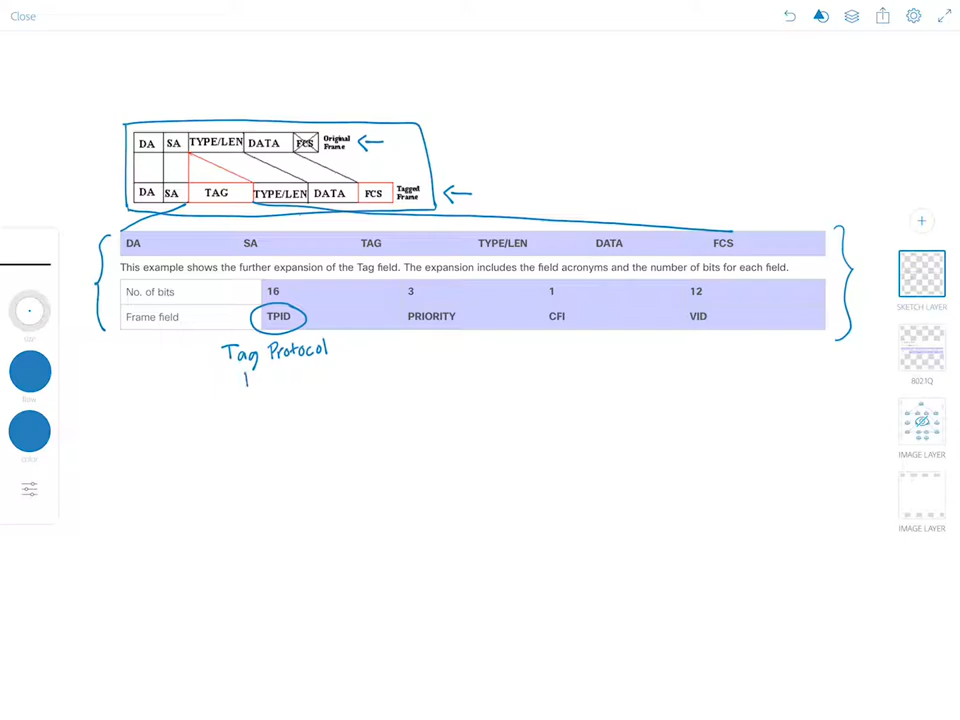 Close
DA SA TYPE/LEN DATA FCS Original Frame
DA SA TAG TYPE/LEN DATA FCS Tagged Frame
DA SA TAG TYPE/LEN DATA FCS
This example shows the further expansion of the Tag field. The expansion includes the field acronyms and the number of bits for each field.
No. of bits 16 3 1 12
Frame field TPID PRIORITY CFI VID
Tag Protocol
I
size
flow
color
SKETCH LAYER
8021Q
IMAGE LAYER
IMAGE LAYER